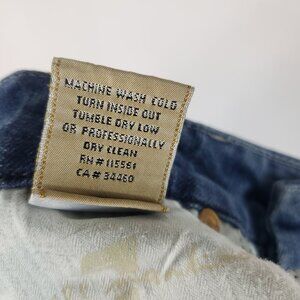 MACHINE WASH COLD
TURN INSIDE OUT
TUMBLE DRY LOW
OR PROFESSIONALLY
DRY CLEAN
RN # 115561
CA # 34460